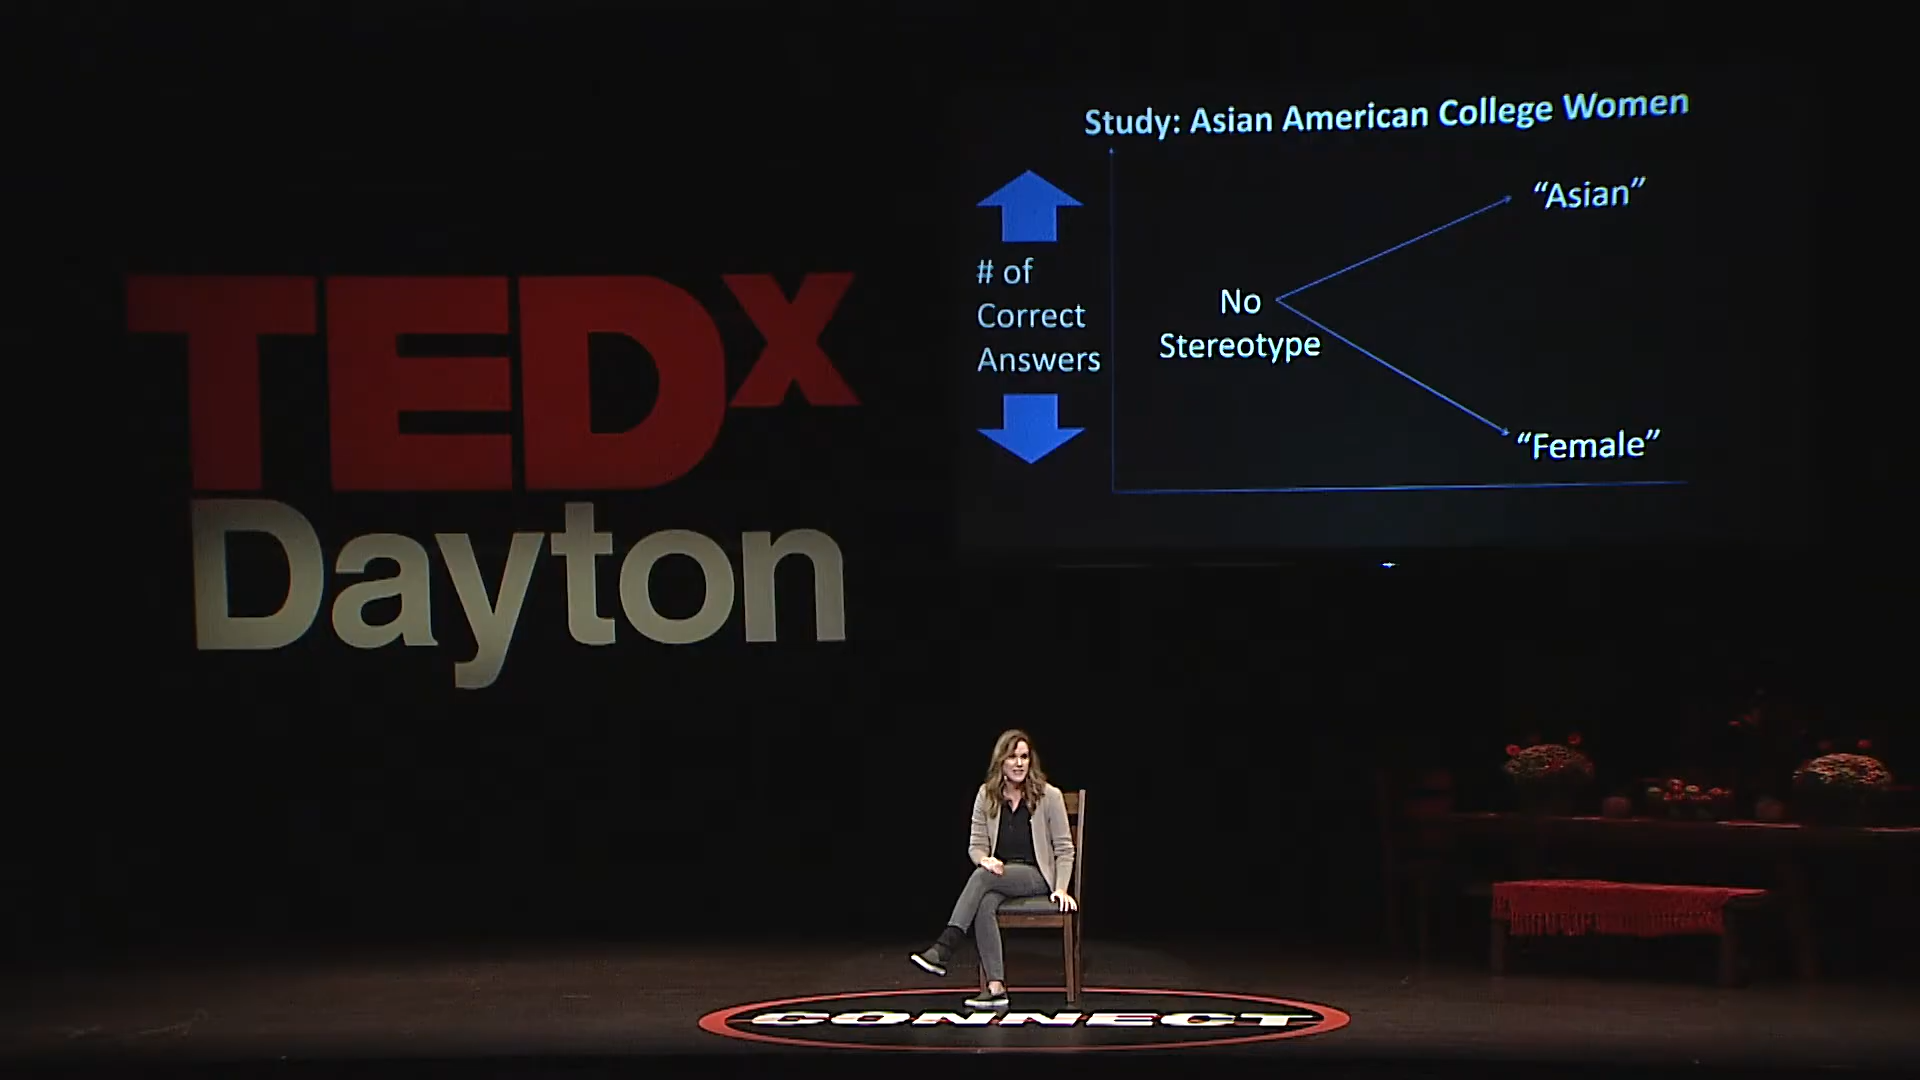 TEDx
Dayton
Study: Asian American College Women
# of
Correct
Answers
No
Stereotype
“Asian”
“Female”
CONNECT